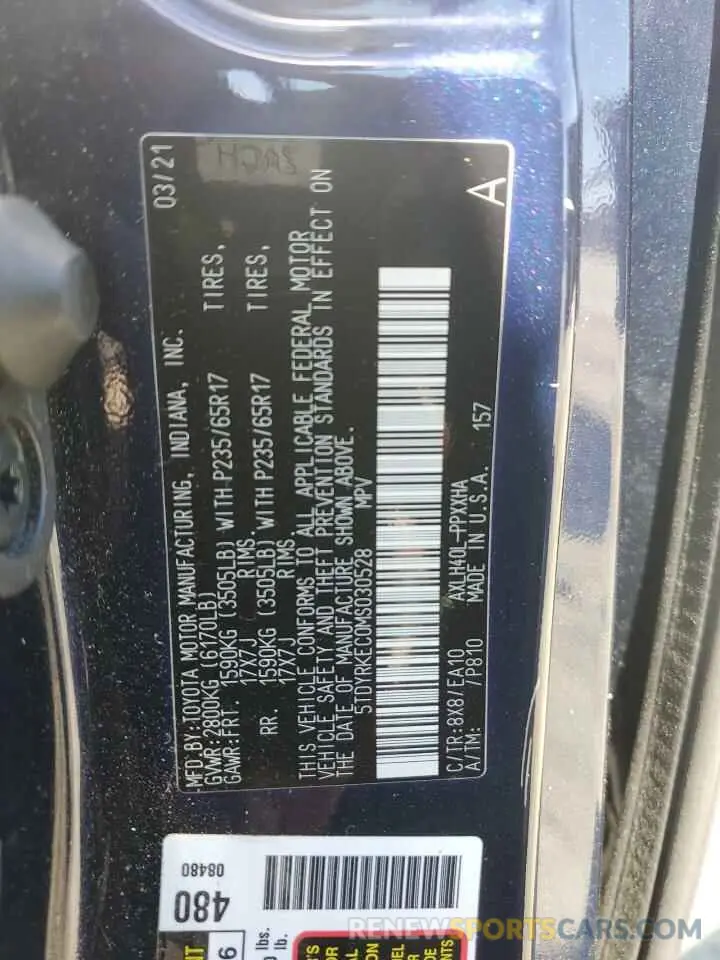 MFD.BY:TOYOTA MOTOR MANUFACTURING, INDIANA, INC. 03/21
GVWR:2800KG (6170LB)
GAWR:FRT. 1590KG (3505LB) WITH P235/65R17 TIRES,
17X7J RIMS.
RR. 1590KG (3505LB) WITH P235/65R17 TIRES,
17X7J RIMS.
THIS VEHICLE CONFORMS TO ALL APPLICABLE FEDERAL MOTOR
VEHICLE SAFETY AND THEFT PREVENTION STANDARDS IN EFFECT ON
THE DATE OF MANUFACTURE SHOWN ABOVE.
5TDYRKEC0MS030528 MPV
A
C/TR:8X8/EA10 AXLH40L-PPXXHA
A/TM: /P810 MADE IN U.S.A. 157
480
08480
6
lbs.
lb.
RENEWSPORTSCARS.COM